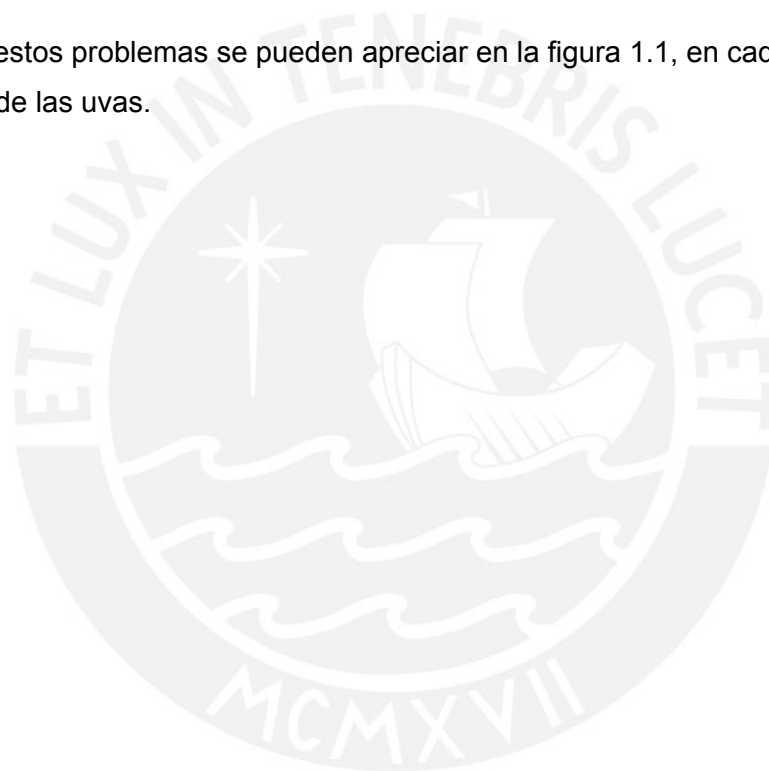 estos problemas se pueden apreciar en la figura 1.1, en cad
de las uvas.
ET LUX IN TENEBRIS LUCET
MCMXVII